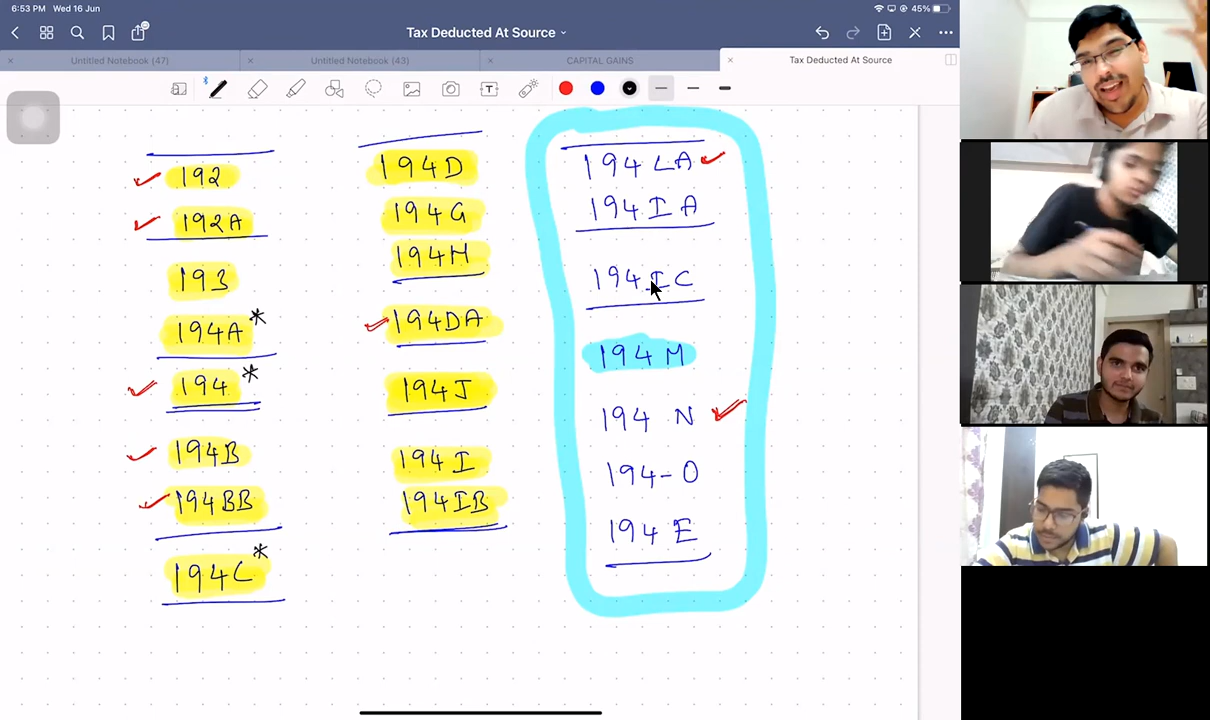 6:53 PM Wed 16 Jun
45%
Tax Deducted At Source
Untitled Notebook (47)
Untitled Notebook (43)
CAPITAL GAINS
Tax Deducted At Source
192
192A
193
194A*
194*
194B
194BB
194C*
194D
194G
194H
194DA
194J
194I
194IB
194LA
194IA
194IC
194M
194 N
194-O
194E